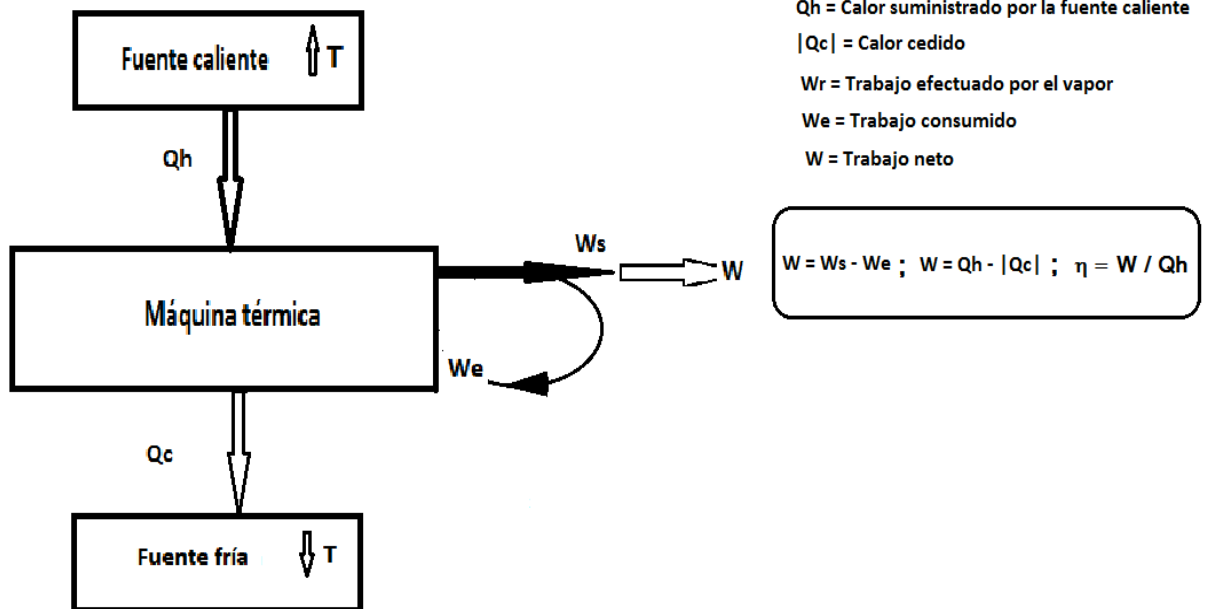 Qh = Calor suministrado por la fuente caliente
|Qc| = Calor cedido
Wr = Trabajo efectuado por el vapor
We = Trabajo consumido
W = Trabajo neto
Fuente caliente T
Qh
Ws
W
W = Ws - We ; W = Qh - |Qc| ; η = W / Qh
Máquina térmica
We
Qc
Fuente fría T